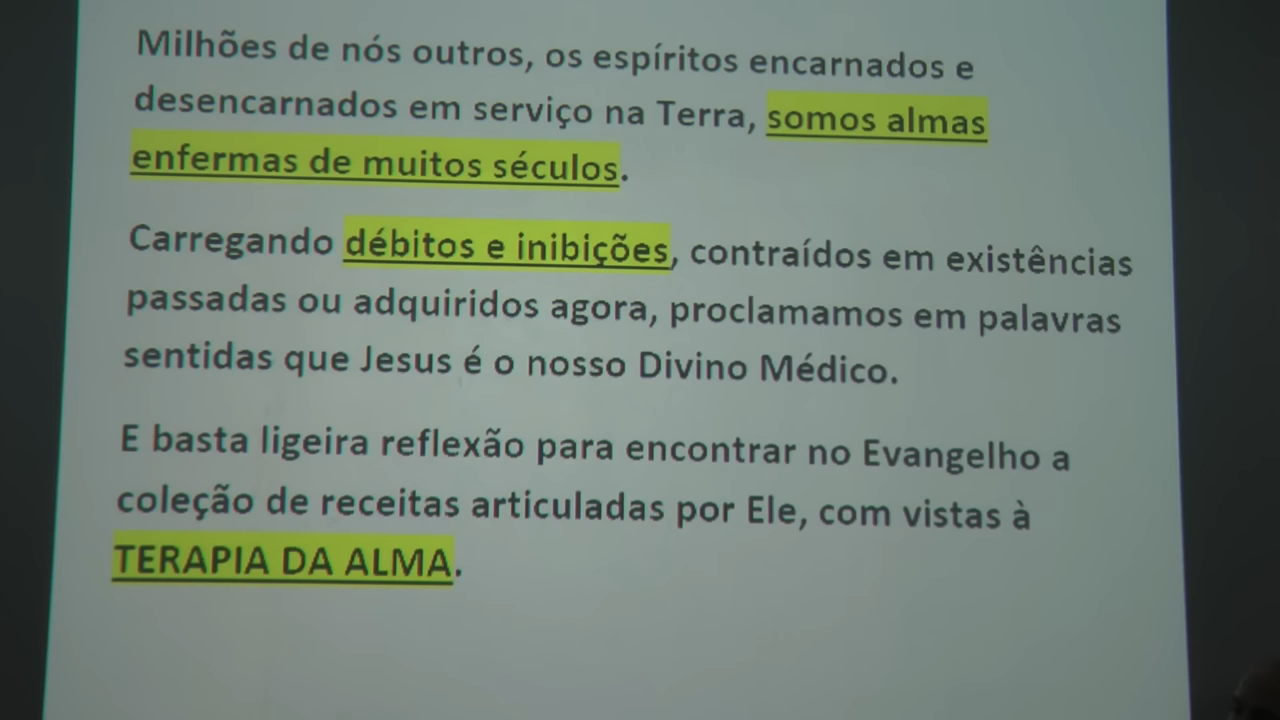 Milhões de nós outros, os espíritos encarnados e
desencarnados em serviço na Terra, somos almas
enfermas de muitos séculos.
Carregando débitos e inibições, contraídos em existências
passadas ou adquiridos agora, proclamamos em palavras
sentidas que Jesus é o nosso Divino Médico.
E basta ligeira reflexão para encontrar no Evangelho a
coleção de receitas articuladas por Ele, com vistas à
TERAPIA DA ALMA.